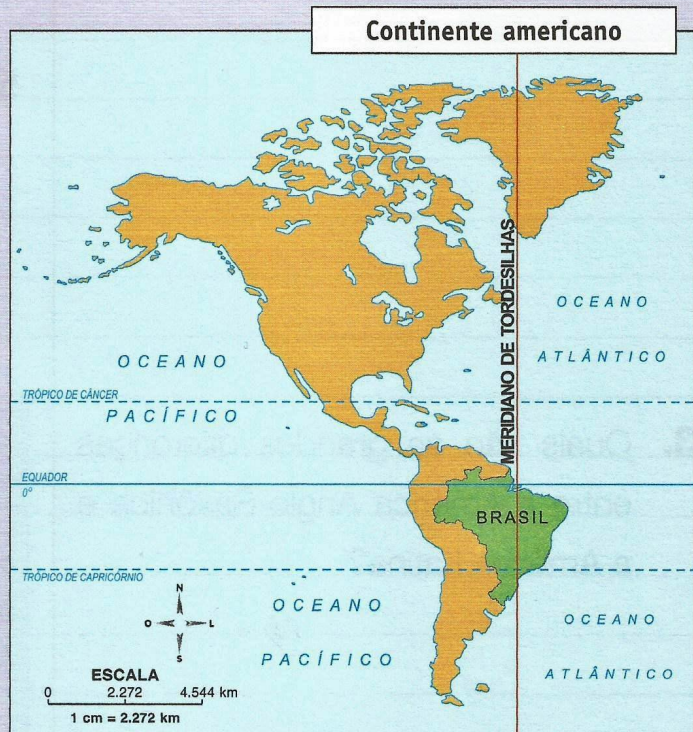 Continente americano
MERIDIANO DE TORDESILHAS
OCEANO
ATLÂNTICO
OCEANO
PACÍFICO
TRÓPICO DE CÂNCER
EQUADOR
0º
BRASIL
TRÓPICO DE CAPRICÓRNIO
N
O
L
S
OCEANO
PACÍFICO
OCEANO
ATLÂNTICO
ESCALA
0 2.272 4.544 km
1 cm = 2.272 km